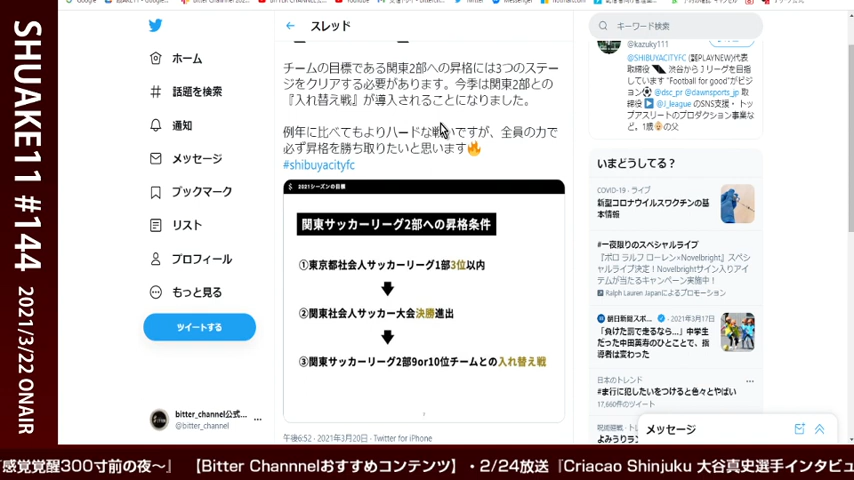 SHUAKE11 #144 2021/3/22 ONAIR
ホーム
話題を検索
通知
メッセージ
ブックマーク
リスト
プロフィール
もっと見る
ツイートする
bitter_channel公式...
@bitter_channel
スレッド
チームの目標である関東2部への昇格には3つのステー
ジをクリアする必要があります。今季は関東2部との
『入れ替え戦』が導入されることになりました。
例年に比べてもよりハードな戦いですが、全員の力で
必ず昇格を勝ち取りたいと思います🔥
#shibuyacityfc
2021シーズンの目標
関東サッカーリーグ2部への昇格条件
①東京都社会人サッカーリーグ1部3位以内
②関東社会人サッカー大会決勝進出
③関東サッカーリーグ2部9or10位チームとの入れ替え戦
午後6:52 · 2021年3月20日 · Twitter for iPhone
キーワード検索
@kazuky111
@SHIBUYACITYFC (㈱PLAYNEW)代表
取締役 渋谷からJリーグを目指
しています "Football for good"がビジ
ョン⚽ @dsc_pr @dawnsports_jp 取
締役 @J_league のSNS支援・トッ
プアスリートのプロダクション事業な
ど。1歳の父
いまどうしてる？
COVID-19・ライブ
新型コロナウイルスワクチンの基
本情報
#一夜限りのスペシャルライブ
『ポロ ラルフ ローレン×Novelbright』スペシ
ャルライブ決定！Novelbrightサイン入りアイ
テムが当たるキャンペーン実施中！
Ralph Lauren Japanによるプロモーション
朝日新聞スポ... · 2021年3月17日
「負けた罰で走るなら…」中学生
だった中田英寿のひとことで、指
導者は変わった
日本のトレンド
#ま行に犯したいをつけると色々とやばい
17,660件のツイート
メッセージ
『感覚覚醒300寸前の夜～』 【Bitter Channnelおすすめコンテンツ】・2/24放送『Criacao Shinjuku 大谷真史選手インタビュ